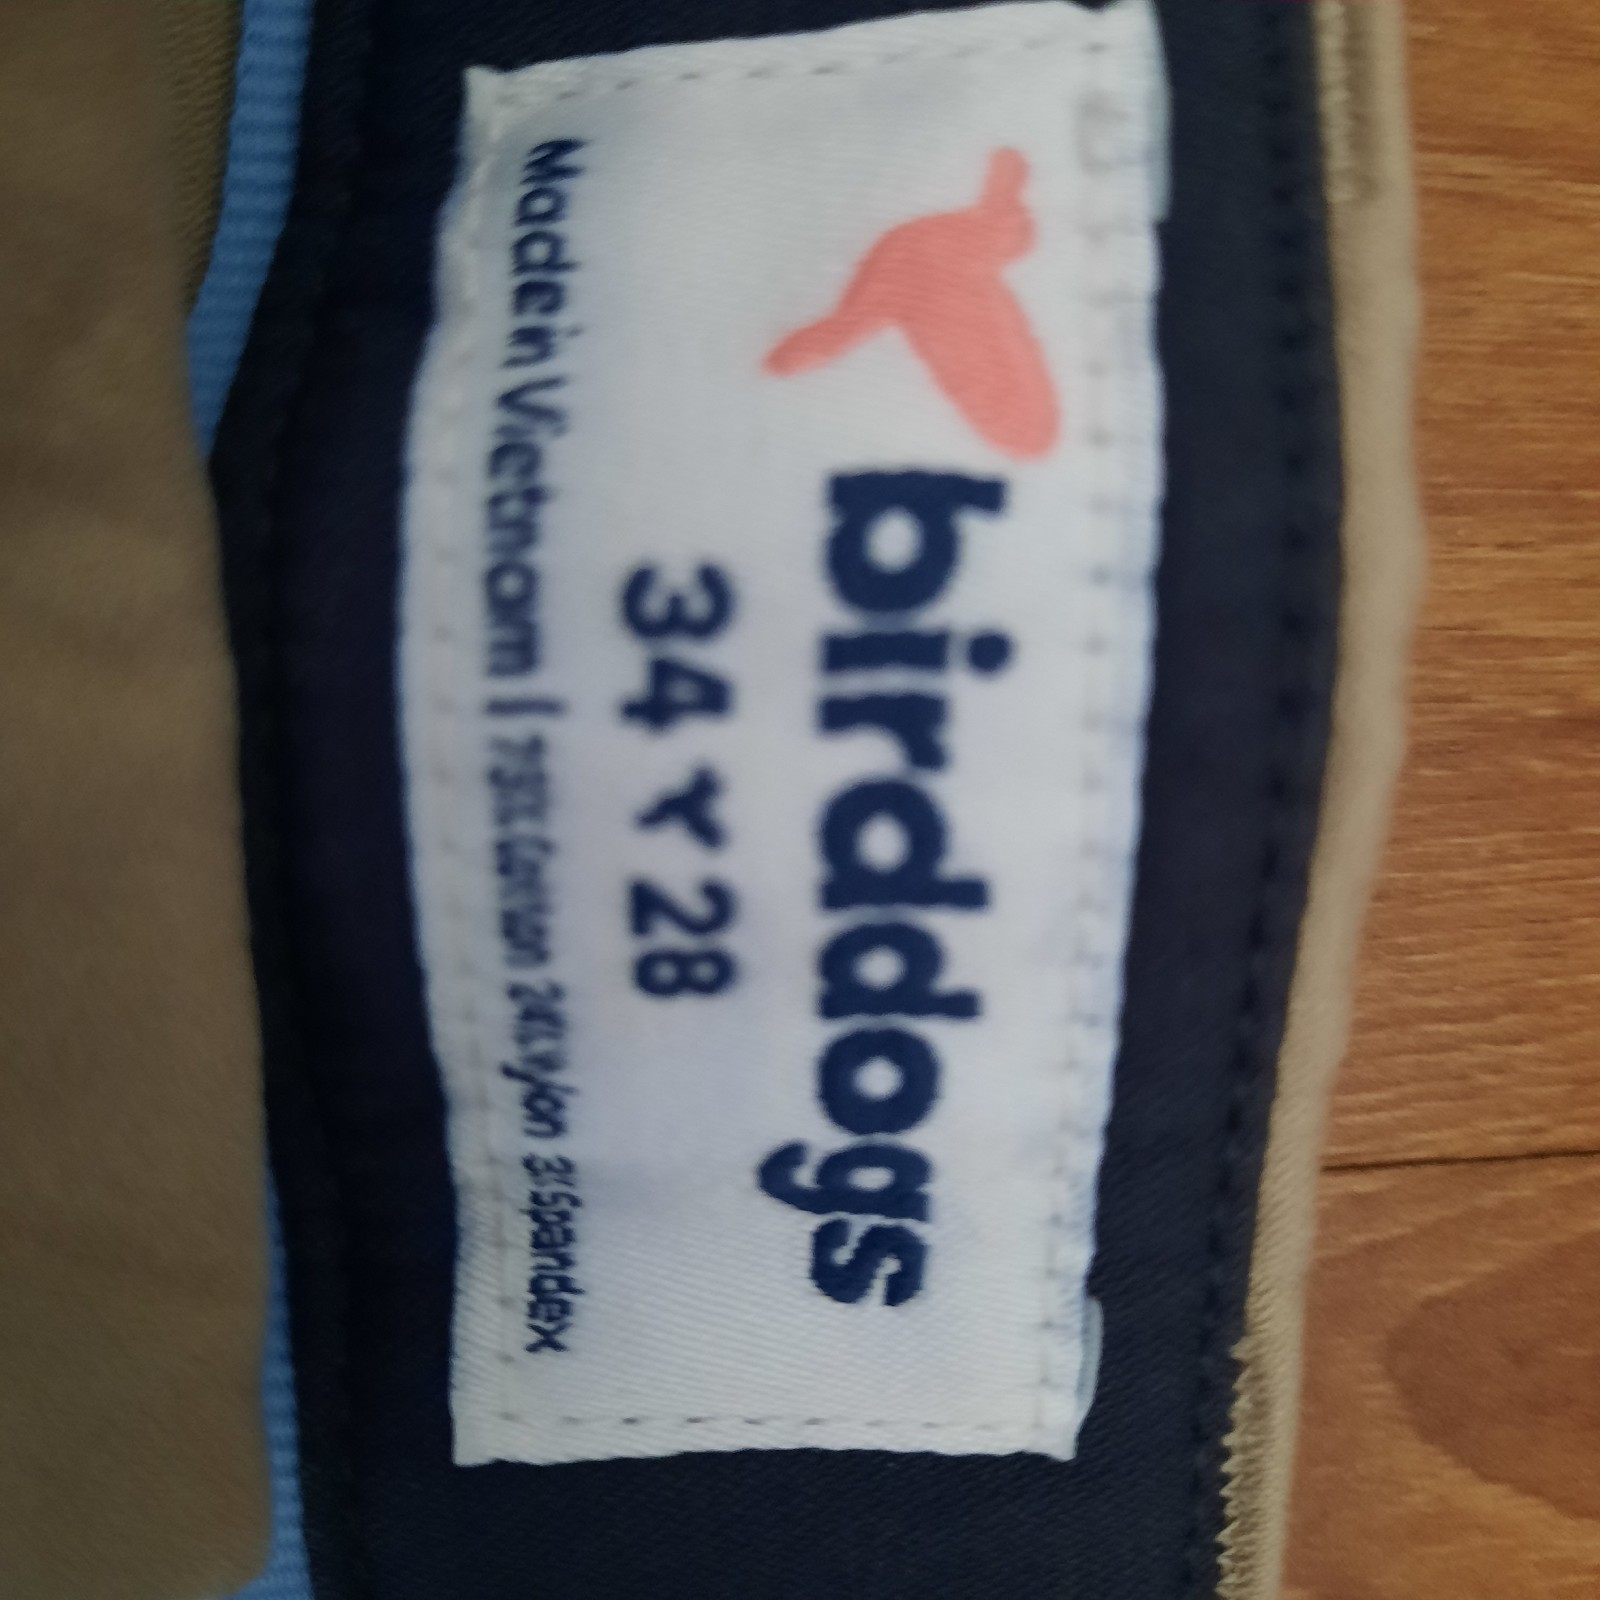 birddogs
34 28
Made in Vietnam | 73% Cotton 24% Nylon 3% Spandex